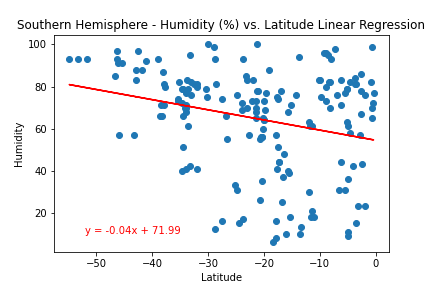 Southern Hemisphere - Humidity (%) vs. Latitude Linear Regression
100
80
60
40
20
Humidity
y = -0.04x + 71.99
−50
−40
−30
−20
−10
0
Latitude